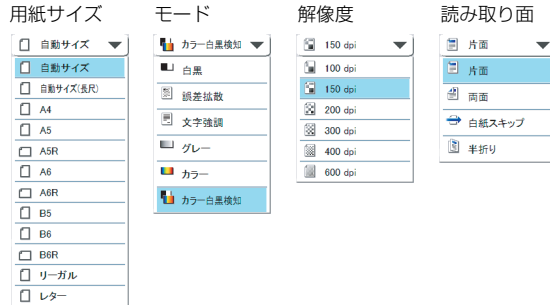 用紙サイズ
自動サイズ
自動サイズ
自動サイズ(長尺)
A4
A5
A5R
A6
A6R
B5
B6
B6R
リーガル
レター
モード
カラー白黒検知
白黒
誤差拡散
文字強調
グレー
カラー
カラー白黒検知
解像度
150 dpi
100 dpi
150 dpi
200 dpi
300 dpi
400 dpi
600 dpi
読み取り面
片面
片面
両面
白紙スキップ
半折り